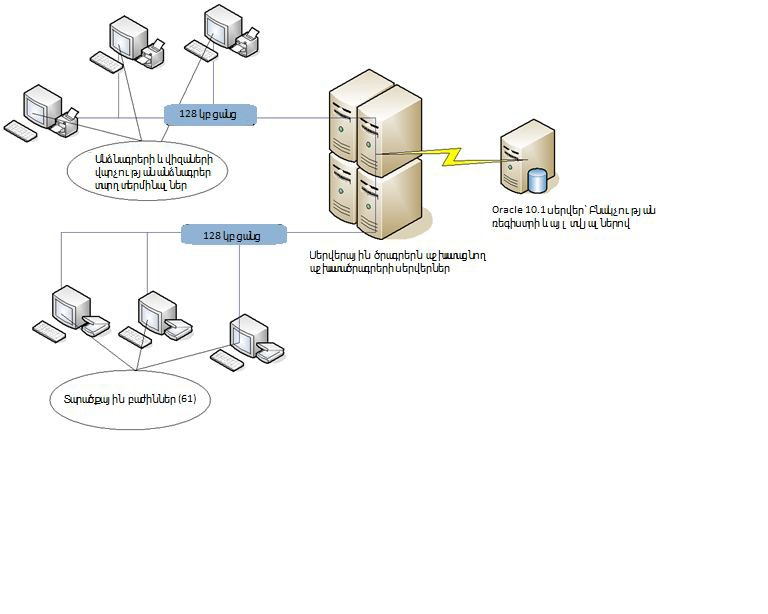 128 կբ ցանց
Անձնագրերի և վիզաների
վարչության անձնագրեր
տպող տերմինալներ
128 կբ ցանց
Oracle 10.1 սերվեր` Բնակչության
ռեգիստրի և այլ տվյալներով
Սերվերային ծրագրերն աշխատացնող
աշխատածրագրերի սերվերներ
Տարածքային բաժիններ (61)